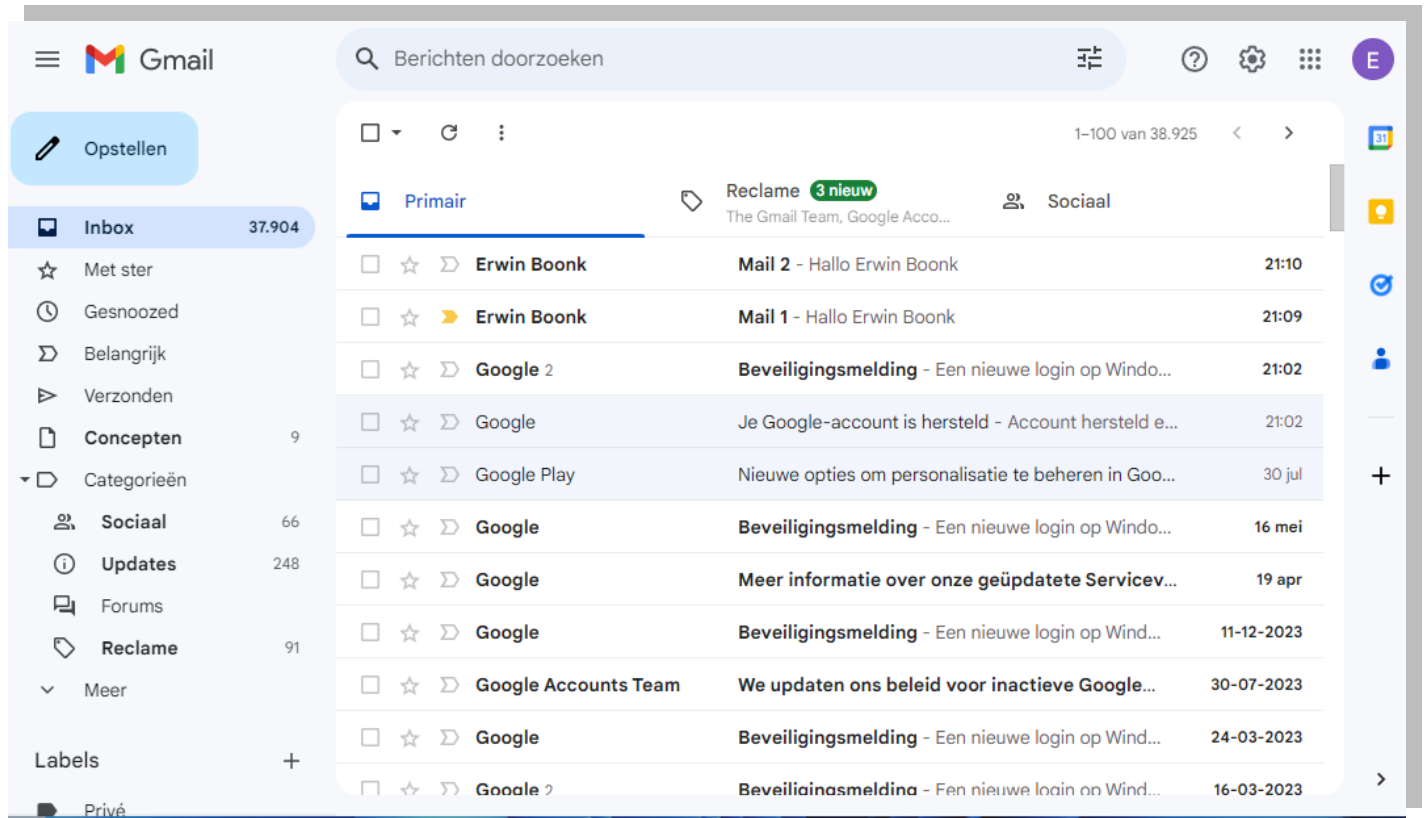 Gmail
Berichten doorzoeken
E
Opstellen
1–100 van 38.925
31
Primair
Reclame 3 nieuw
The Gmail Team, Google Acco...
Sociaal
Inbox 37.904
Met ster
Gesnoozed
Belangrijk
Verzonden
Concepten 9
Categorieën
Sociaal 66
Updates 248
Forums
Reclame 91
Meer
Labels
Privé
Erwin Boonk Mail 2 - Hallo Erwin Boonk 21:10
Erwin Boonk Mail 1 - Hallo Erwin Boonk 21:09
Google 2 Beveiligingsmelding - Een nieuwe login op Windo... 21:02
Google Je Google-account is hersteld - Account hersteld e... 21:02
Google Play Nieuwe opties om personalisatie te beheren in Goo... 30 jul
Google Beveiligingsmelding - Een nieuwe login op Windo... 16 mei
Google Meer informatie over onze geüpdatete Servicev... 19 apr
Google Beveiligingsmelding - Een nieuwe login op Wind... 11-12-2023
Google Accounts Team We updaten ons beleid voor inactieve Google... 30-07-2023
Google Beveiligingsmelding - Een nieuwe login op Wind... 24-03-2023
Google 2 Beveiligingsmelding - Een nieuwe login op Wind... 16-03-2023